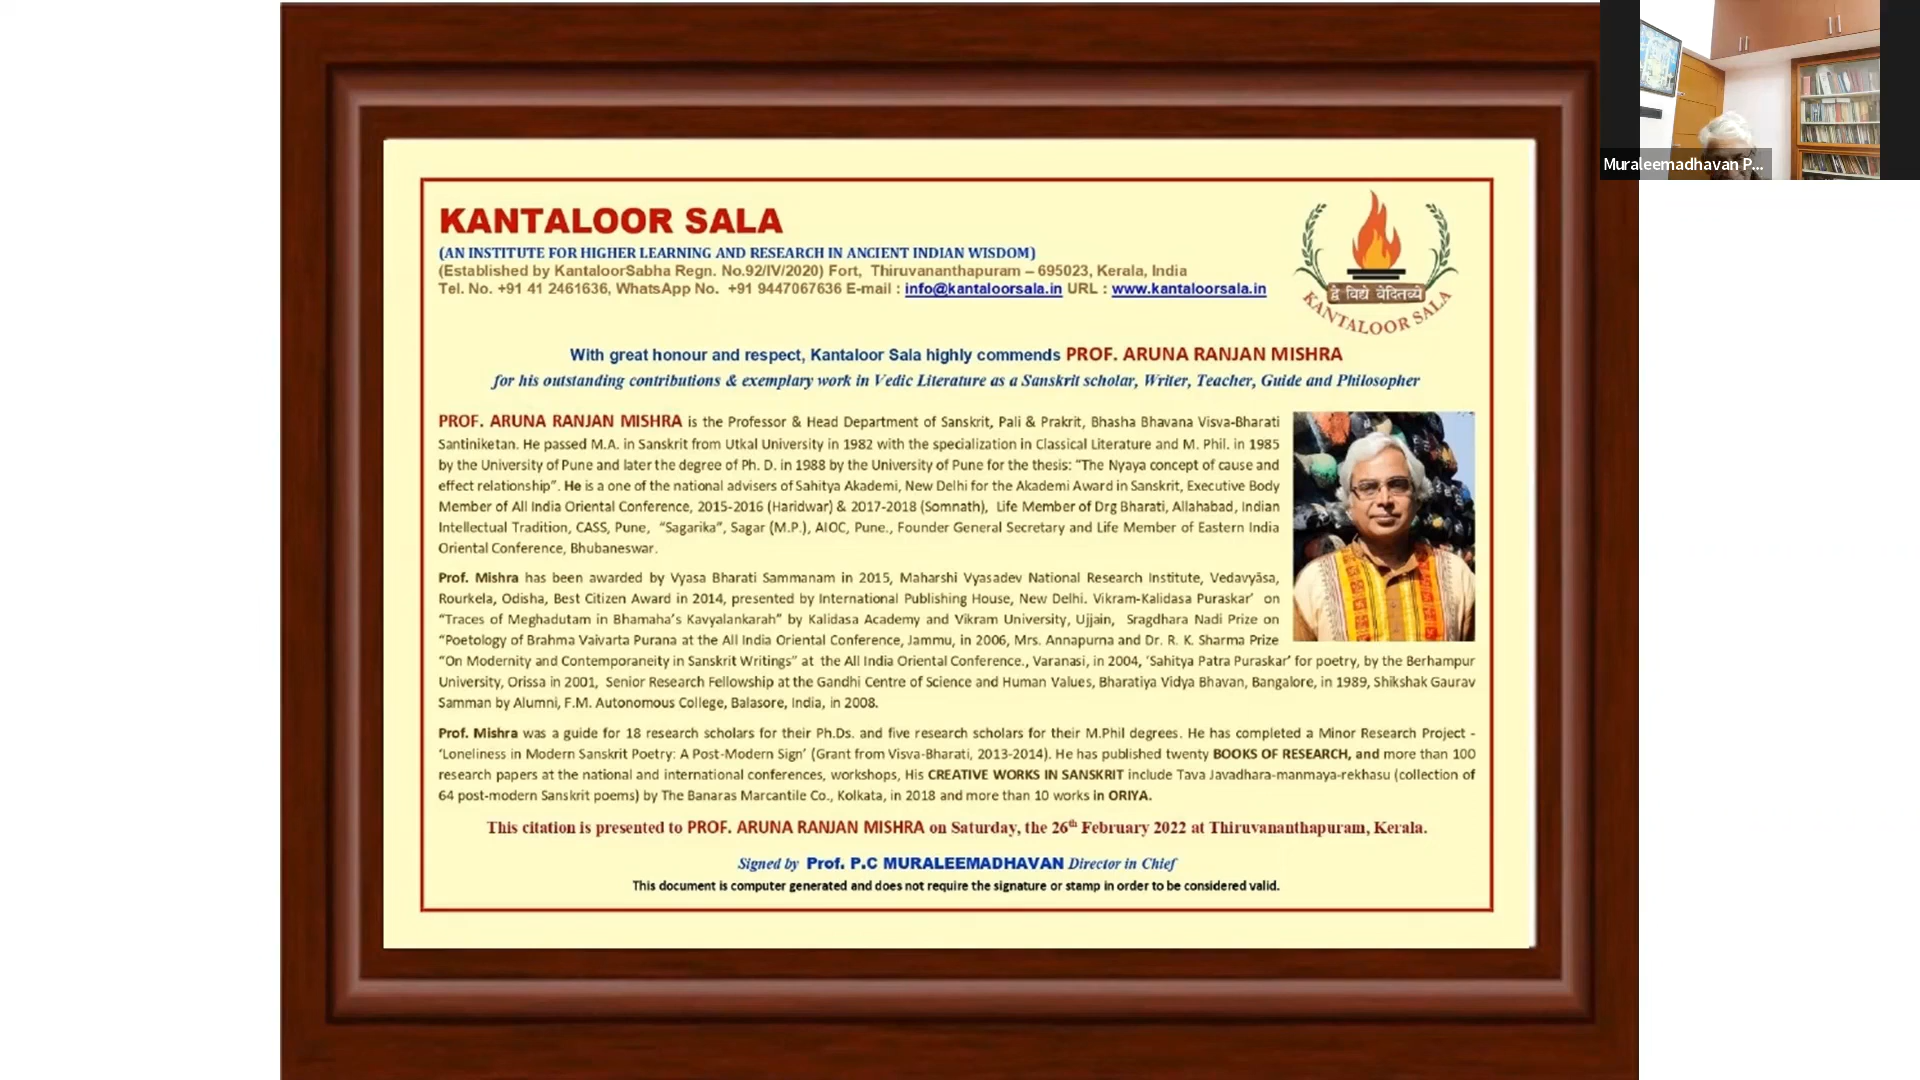 KANTALOOR SALA
(AN INSTITUTE FOR HIGHER LEARNING AND RESEARCH IN ANCIENT INDIAN WISDOM)
(Established by KantaloorSabha Regn. No.92/IV/2020) Fort, Thiruvananthapuram – 695023, Kerala, India
Tel. No. +91 41 2461636, WhatsApp No. +91 9447067636 E-mail : info@kantaloorsala.in URL : www.kantaloorsala.in
द्वे विद्ये वेदितव्ये
KANTALOOR SALA
Muraleemadhavan P...
With great honour and respect, Kantaloor Sala highly commends PROF. ARUNA RANJAN MISHRA
for his outstanding contributions & exemplary work in Vedic Literature as a Sanskrit scholar, Writer, Teacher, Guide and Philosopher
PROF. ARUNA RANJAN MISHRA is the Professor & Head Department of Sanskrit, Pali & Prakrit, Bhasha Bhavana Visva-Bharati
Santiniketan. He passed M.A. in Sanskrit from Utkal University in 1982 with the specialization in Classical Literature and M. Phil. in 1985
by the University of Pune and later the degree of Ph. D. in 1988 by the University of Pune for the thesis: “The Nyaya concept of cause and
effect relationship”. He is a one of the national advisers of Sahitya Akademi, New Delhi for the Akademi Award in Sanskrit, Executive Body
Member of All India Oriental Conference, 2015-2016 (Haridwar) & 2017-2018 (Somnath), Life Member of Drg Bharati, Allahabad, Indian
Intellectual Tradition, CASS, Pune, “Sagarika”, Sagar (M.P.), AIOC, Pune., Founder General Secretary and Life Member of Eastern India
Oriental Conference, Bhubaneswar.
Prof. Mishra has been awarded by Vyasa Bharati Sammanam in 2015, Maharshi Vyasadev National Research Institute, Vedavyāsa,
Rourkela, Odisha, Best Citizen Award in 2014, presented by International Publishing House, New Delhi. Vikram-Kalidasa Puraskar’ on
“Traces of Meghadutam in Bhamaha’s Kavyalankarah” by Kalidasa Academy and Vikram University, Ujjain, Sragdhara Nadi Prize on
“Poetology of Brahma Vaivarta Purana at the All India Oriental Conference, Jammu, in 2006, Mrs. Annapurna and Dr. R. K. Sharma Prize
“On Modernity and Contemporaneity in Sanskrit Writings” at the All India Oriental Conference., Varanasi, in 2004, ‘Sahitya Patra Puraskar’ for poetry, by the Berhampur
University, Orissa in 2001, Senior Research Fellowship at the Gandhi Centre of Science and Human Values, Bharatiya Vidya Bhavan, Bangalore, in 1989, Shikshak Gaurav
Samman by Alumni, F.M. Autonomous College, Balasore, India, in 2008.
Prof. Mishra was a guide for 18 research scholars for their Ph.Ds. and five research scholars for their M.Phil degrees. He has completed a Minor Research Project -
‘Loneliness in Modern Sanskrit Poetry: A Post-Modern Sign’ (Grant from Visva-Bharati, 2013-2014). He has published twenty BOOKS OF RESEARCH, and more than 100
research papers at the national and international conferences, workshops, His CREATIVE WORKS IN SANSKRIT include Tava Javadhara-manmaya-rekhasu (collection of
64 post-modern Sanskrit poems) by The Banaras Marcantile Co., Kolkata, in 2018 and more than 10 works in ORIYA.
This citation is presented to PROF. ARUNA RANJAN MISHRA on Saturday, the 26th February 2022 at Thiruvananthapuram, Kerala.
Signed by Prof. P.C MURALEEMADHAVAN Director in Chief
This document is computer generated and does not require the signature or stamp in order to be considered valid.